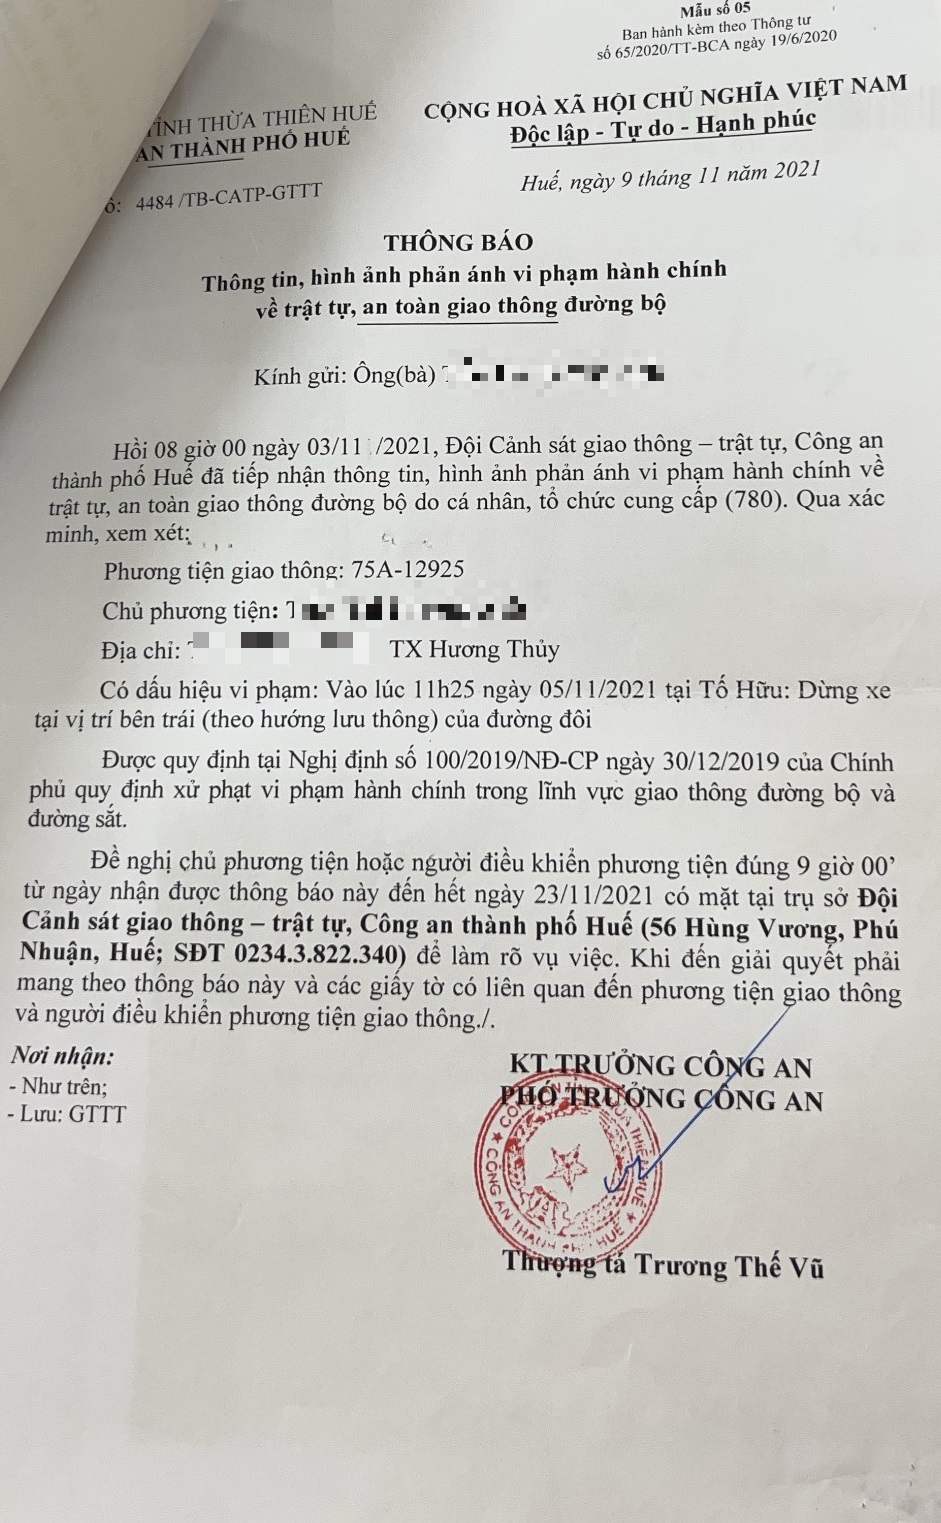 Mẫu số 05
Ban hành kèm theo Thông tư
số 65/2020/TT-BCA ngày 19/6/2020
TỈNH THỪA THIÊN HUẾ
AN THÀNH PHỐ HUẾ
CỘNG HOÀ XÃ HỘI CHỦ NGHĨA VIỆT NAM
Độc lập - Tự do - Hạnh phúc
4484 /TB-CATP-GTTT
Huế, ngày 9 tháng 11 năm 2021
THÔNG BÁO
Thông tin, hình ảnh phản ánh vi phạm hành chính
về trật tự, an toàn giao thông đường bộ
Kính gửi: Ông(bà)
Hồi 08 giờ 00 ngày 03/11 /2021, Đội Cảnh sát giao thông – trật tự, Công an
thành phố Huế đã tiếp nhận thông tin, hình ảnh phản ánh vi phạm hành chính về
trật tự, an toàn giao thông đường bộ do cá nhân, tổ chức cung cấp (780). Qua xác
minh, xem xét:
Phương tiện giao thông: 75A-12925
Chủ phương tiện: T
Địa chỉ: TX Hương Thủy
Có dấu hiệu vi phạm: Vào lúc 11h25 ngày 05/11/2021 tại Tố Hữu: Dừng xe
tại vị trí bên trái (theo hướng lưu thông) của đường đôi
Được quy định tại Nghị định số 100/2019/NĐ-CP ngày 30/12/2019 của Chính
phủ quy định xử phạt vi phạm hành chính trong lĩnh vực giao thông đường bộ và
đường sắt.
Đề nghị chủ phương tiện hoặc người điều khiển phương tiện đúng 9 giờ 00’
từ ngày nhận được thông báo này đến hết ngày 23/11/2021 có mặt tại trụ sở Đội
Cảnh sát giao thông – trật tự, Công an thành phố Huế (56 Hùng Vương, Phú
Nhuận, Huế; SĐT 0234.3.822.340) để làm rõ vụ việc. Khi đến giải quyết phải
mang theo thông báo này và các giấy tờ có liên quan đến phương tiện giao thông
và người điều khiển phương tiện giao thông./.
Nơi nhận:
- Như trên;
- Lưu: GTTT
KT.TRƯỞNG CÔNG AN
PHÓ TRƯỞNG CÔNG AN
CÔNG AN THÀNH PHỐ HUẾ
Thượng tá Trương Thế Vũ